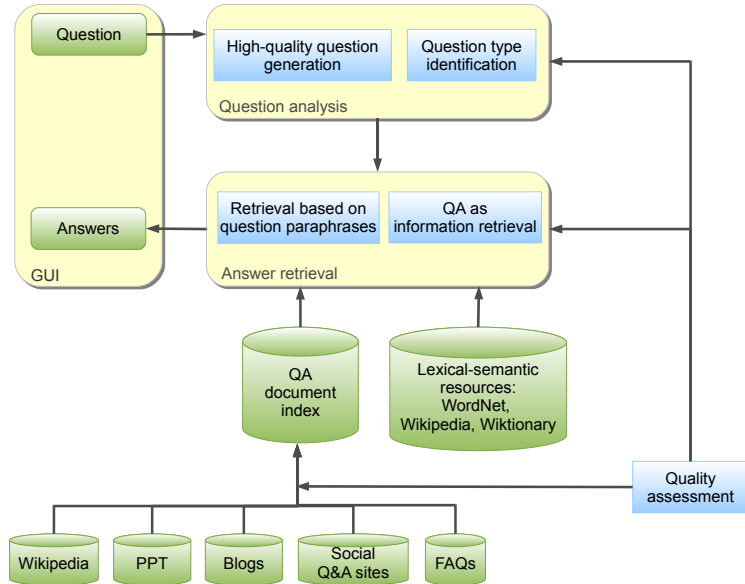 Question
High-quality question
generation
Question type
identification
Question analysis
Answers
GUI
Retrieval based on
question paraphrases
QA as
information retrieval
Answer retrieval
QA
document
index
Lexical-semantic
resources:
WordNet,
Wikipedia, Wiktionary
Quality
assessment
Wikipedia
PPT
Blogs
Social
Q&A sites
FAQs